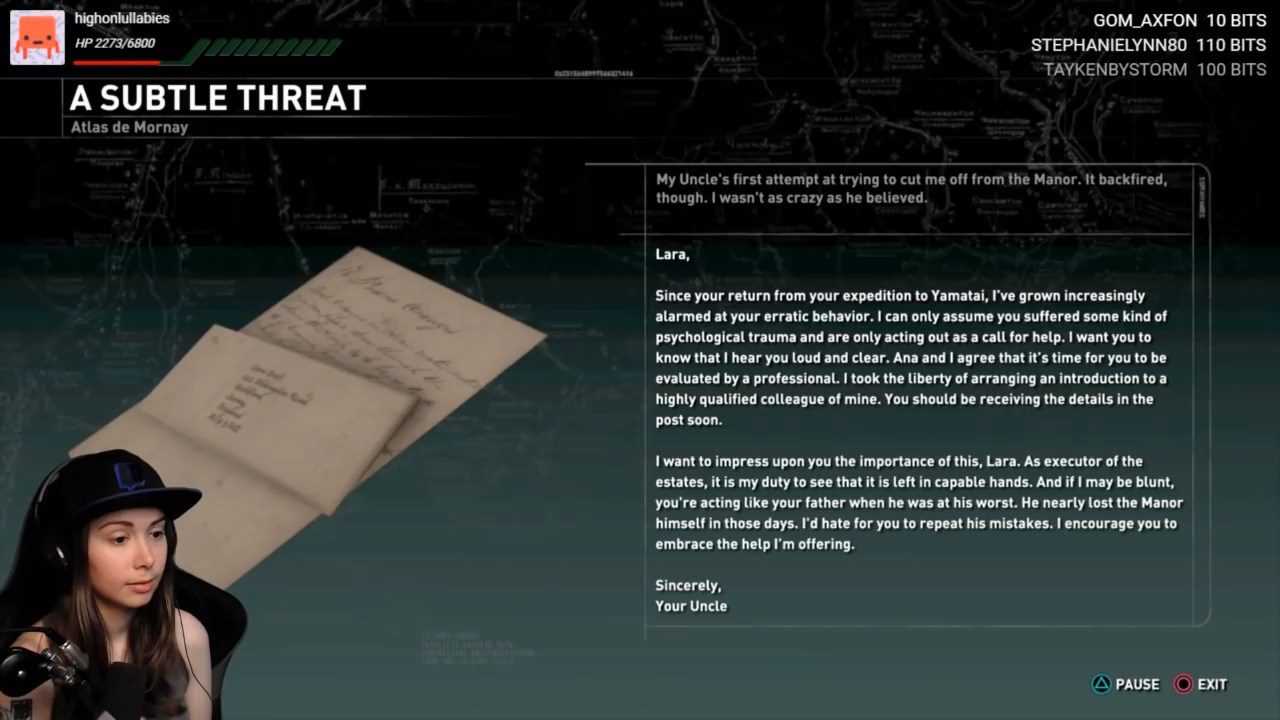 highonlullabies
HP 2273/6800
GOM_AXFON 10 BITS
STEPHANIELYNN80 110 BITS
TAYKENBYSTORM 100 BITS
A SUBTLE THREAT
Atlas de Mornay
My Uncle's first attempt at trying to cut me off from the Manor. It backfired,
though. I wasn't as crazy as he believed.
Lara,
Since your return from your expedition to Yamatai, I've grown increasingly
alarmed at your erratic behavior. I can only assume you suffered some kind of
psychological trauma and are only acting out as a call for help. I want you to
know that I hear you loud and clear. Ana and I agree that it's time for you to be
evaluated by a professional. I took the liberty of arranging an introduction to a
highly qualified colleague of mine. You should be receiving the details in the
post soon.
I want to impress upon you the importance of this, Lara. As executor of the
estates, it is my duty to see that it is left in capable hands. And if I may be blunt,
you're acting like your father when he was at his worst. He nearly lost the Manor
himself in those days. I'd hate for you to repeat his mistakes. I encourage you to
embrace the help I'm offering.
Sincerely,
Your Uncle
PAUSE
EXIT